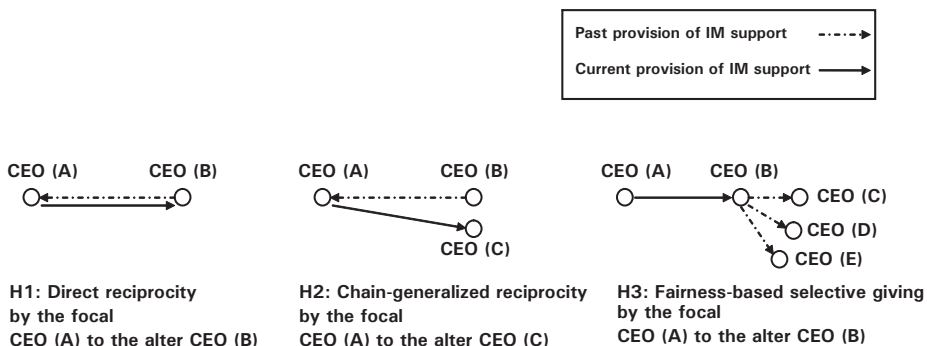 Past provision of IM support
Current provision of IM support
CEO (A)
CEO (B)
H1: Direct reciprocity
by the focal
CEO (A) to the alter CEO (B)
CEO (A)
CEO (B)
CEO (C)
H2: Chain-generalized reciprocity
by the focal
CEO (A) to the alter CEO (C)
CEO (A)
CEO (B)
CEO (C)
CEO (D)
CEO (E)
H3: Fairness-based selective giving
by the focal
CEO (A) to the alter CEO (B)